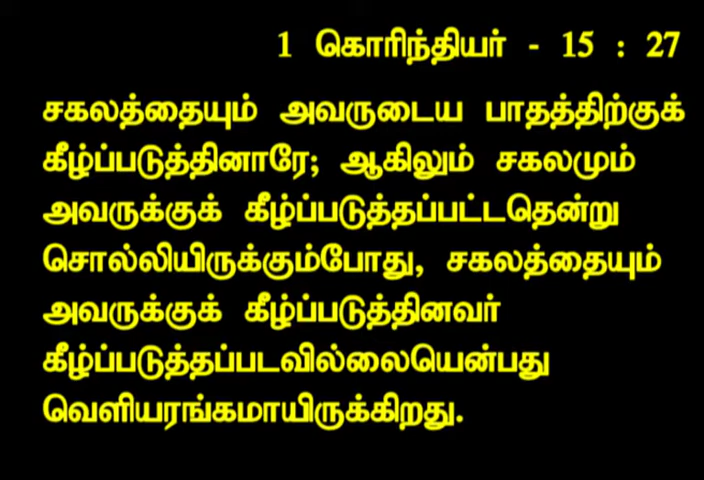 1 கொரிந்தியர் - 15 : 27
சகலத்தையும் அவருடைய பாதத்திற்குக்
கீழ்ப்படுத்தினாரே; ஆகிலும் சகலமும்
அவருக்குக் கீழ்ப்படுத்தப்பட்டதென்று
சொல்லியிருக்கும்போது, சகலத்தையும்
அவருக்குக் கீழ்ப்படுத்தினவர்
கீழ்ப்படுத்தப்படவில்லையென்பது
வெளியரங்கமாயிருக்கிறது.